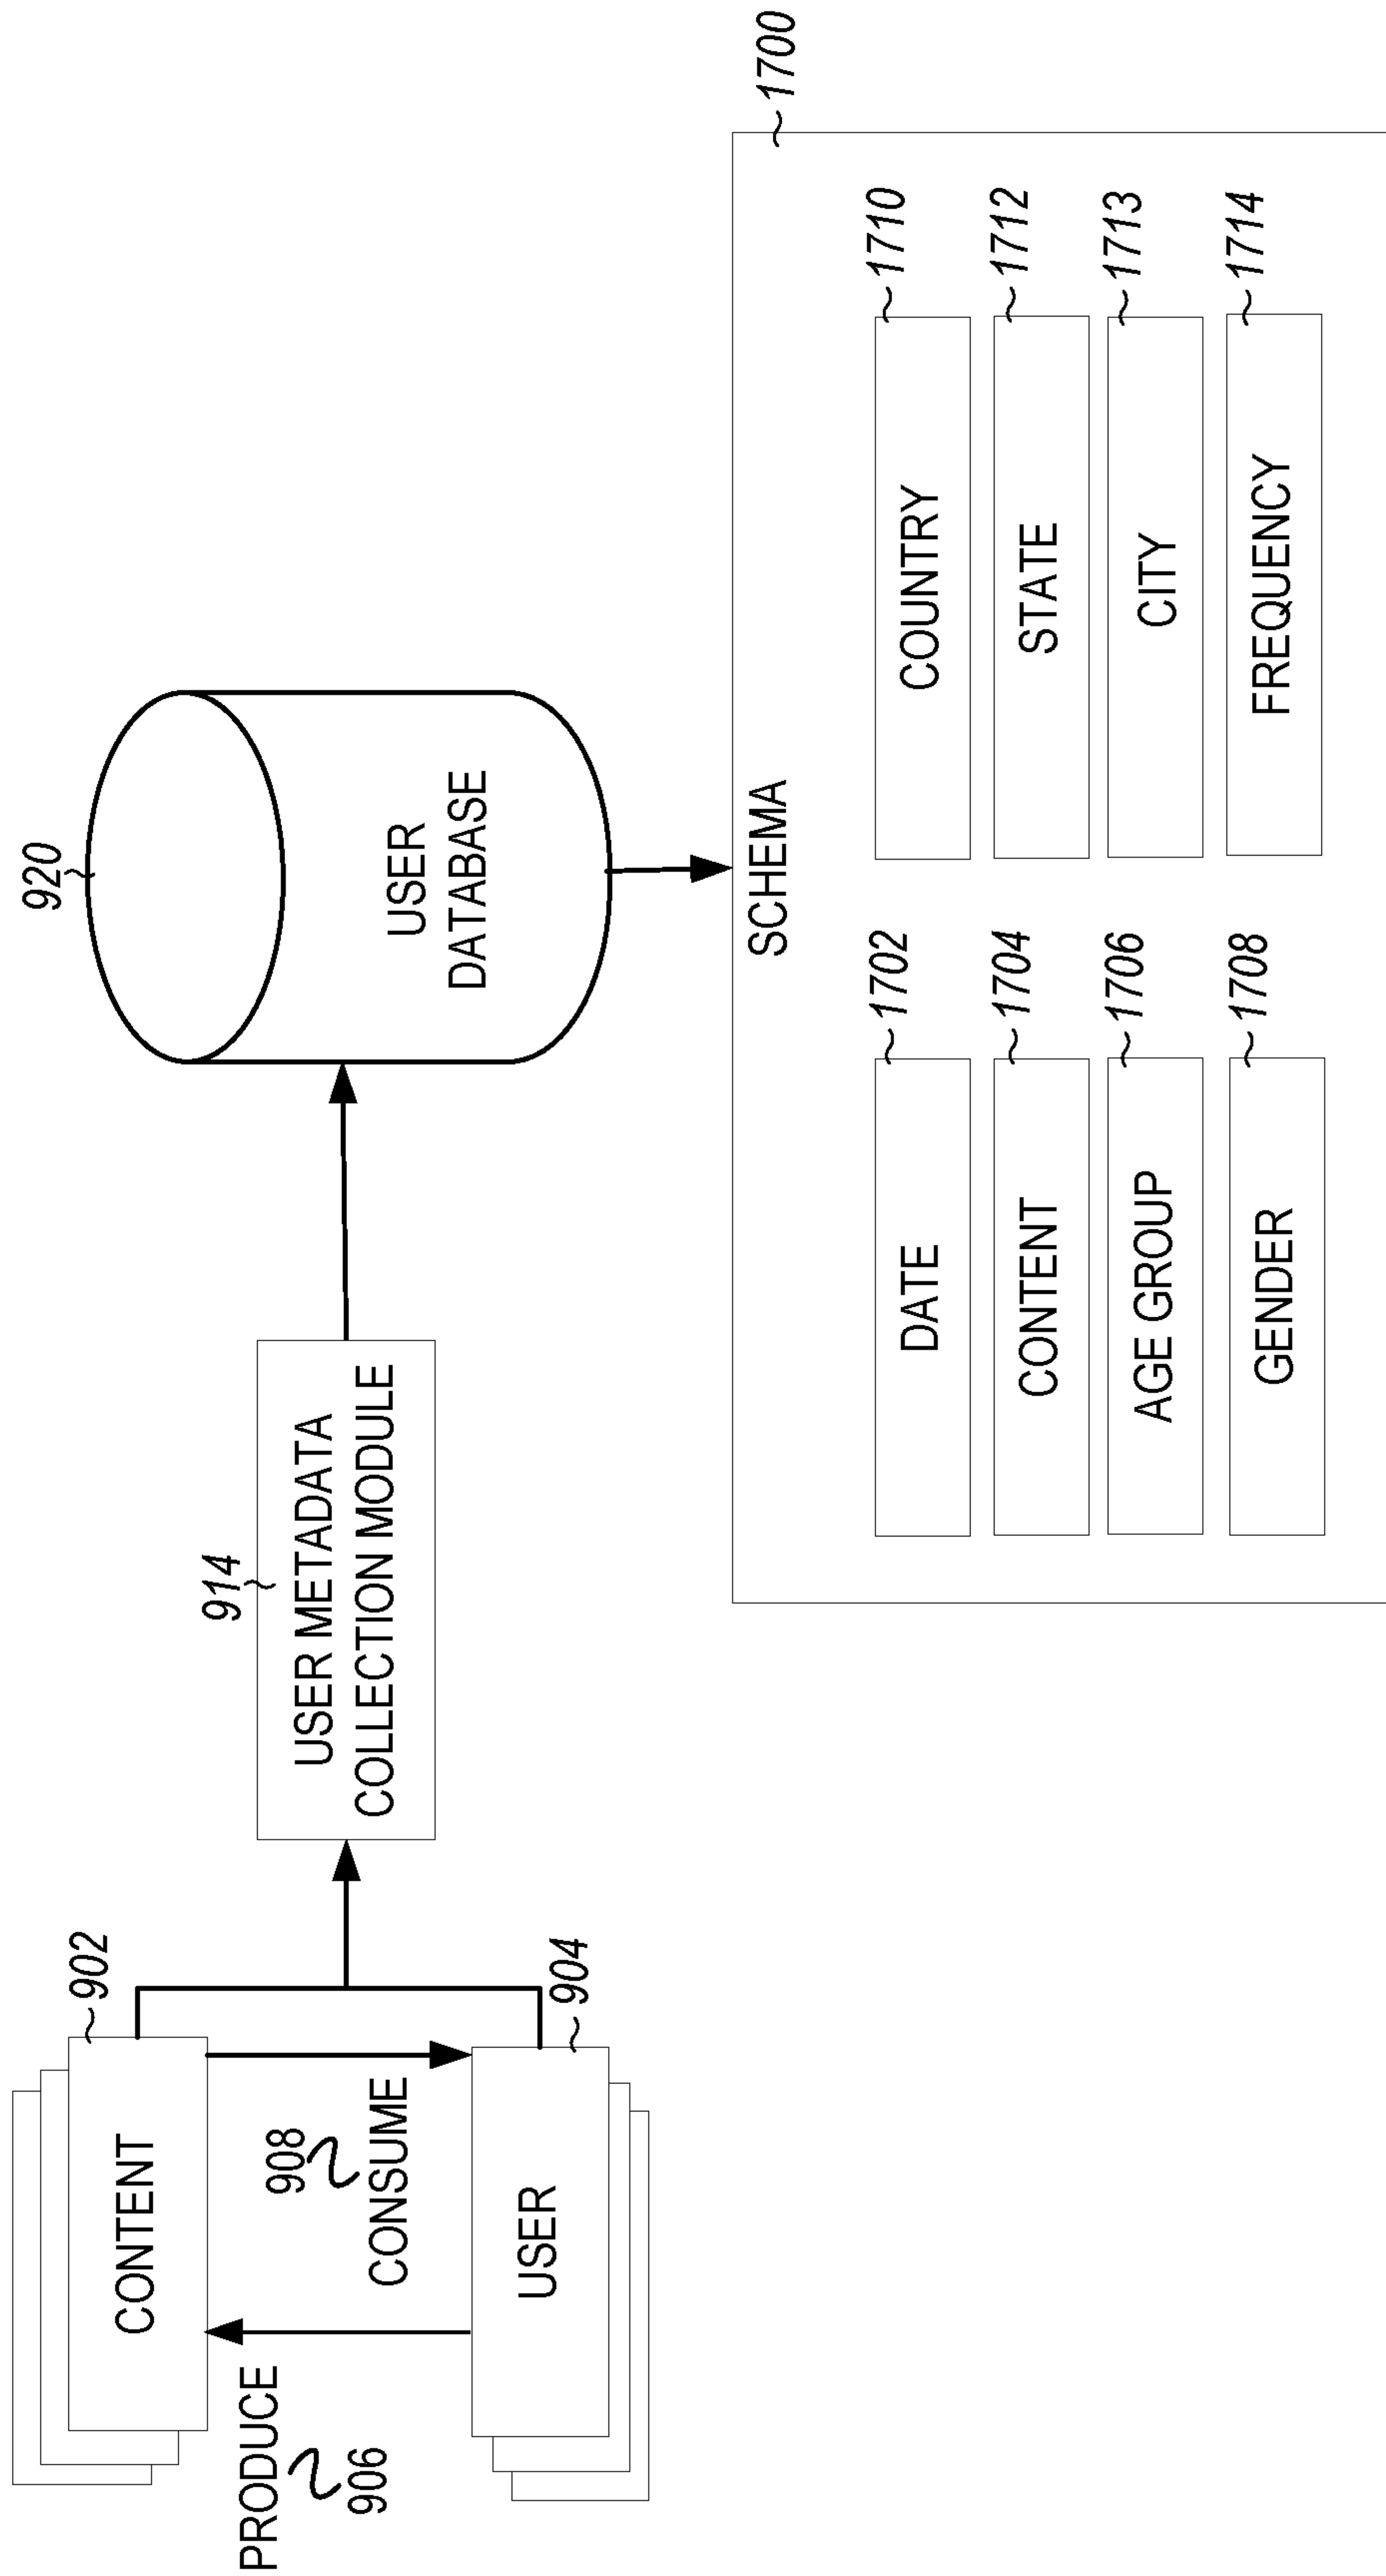 CONTENT
902
PRODUCE
906
908
CONSUME
USER
904
914
USER METADATA
COLLECTION MODULE
920
USER
DATABASE
SCHEMA
1700
DATE
1702
CONTENT
1704
AGE GROUP
1706
GENDER
1708
COUNTRY
1710
STATE
1712
CITY
1713
FREQUENCY
1714